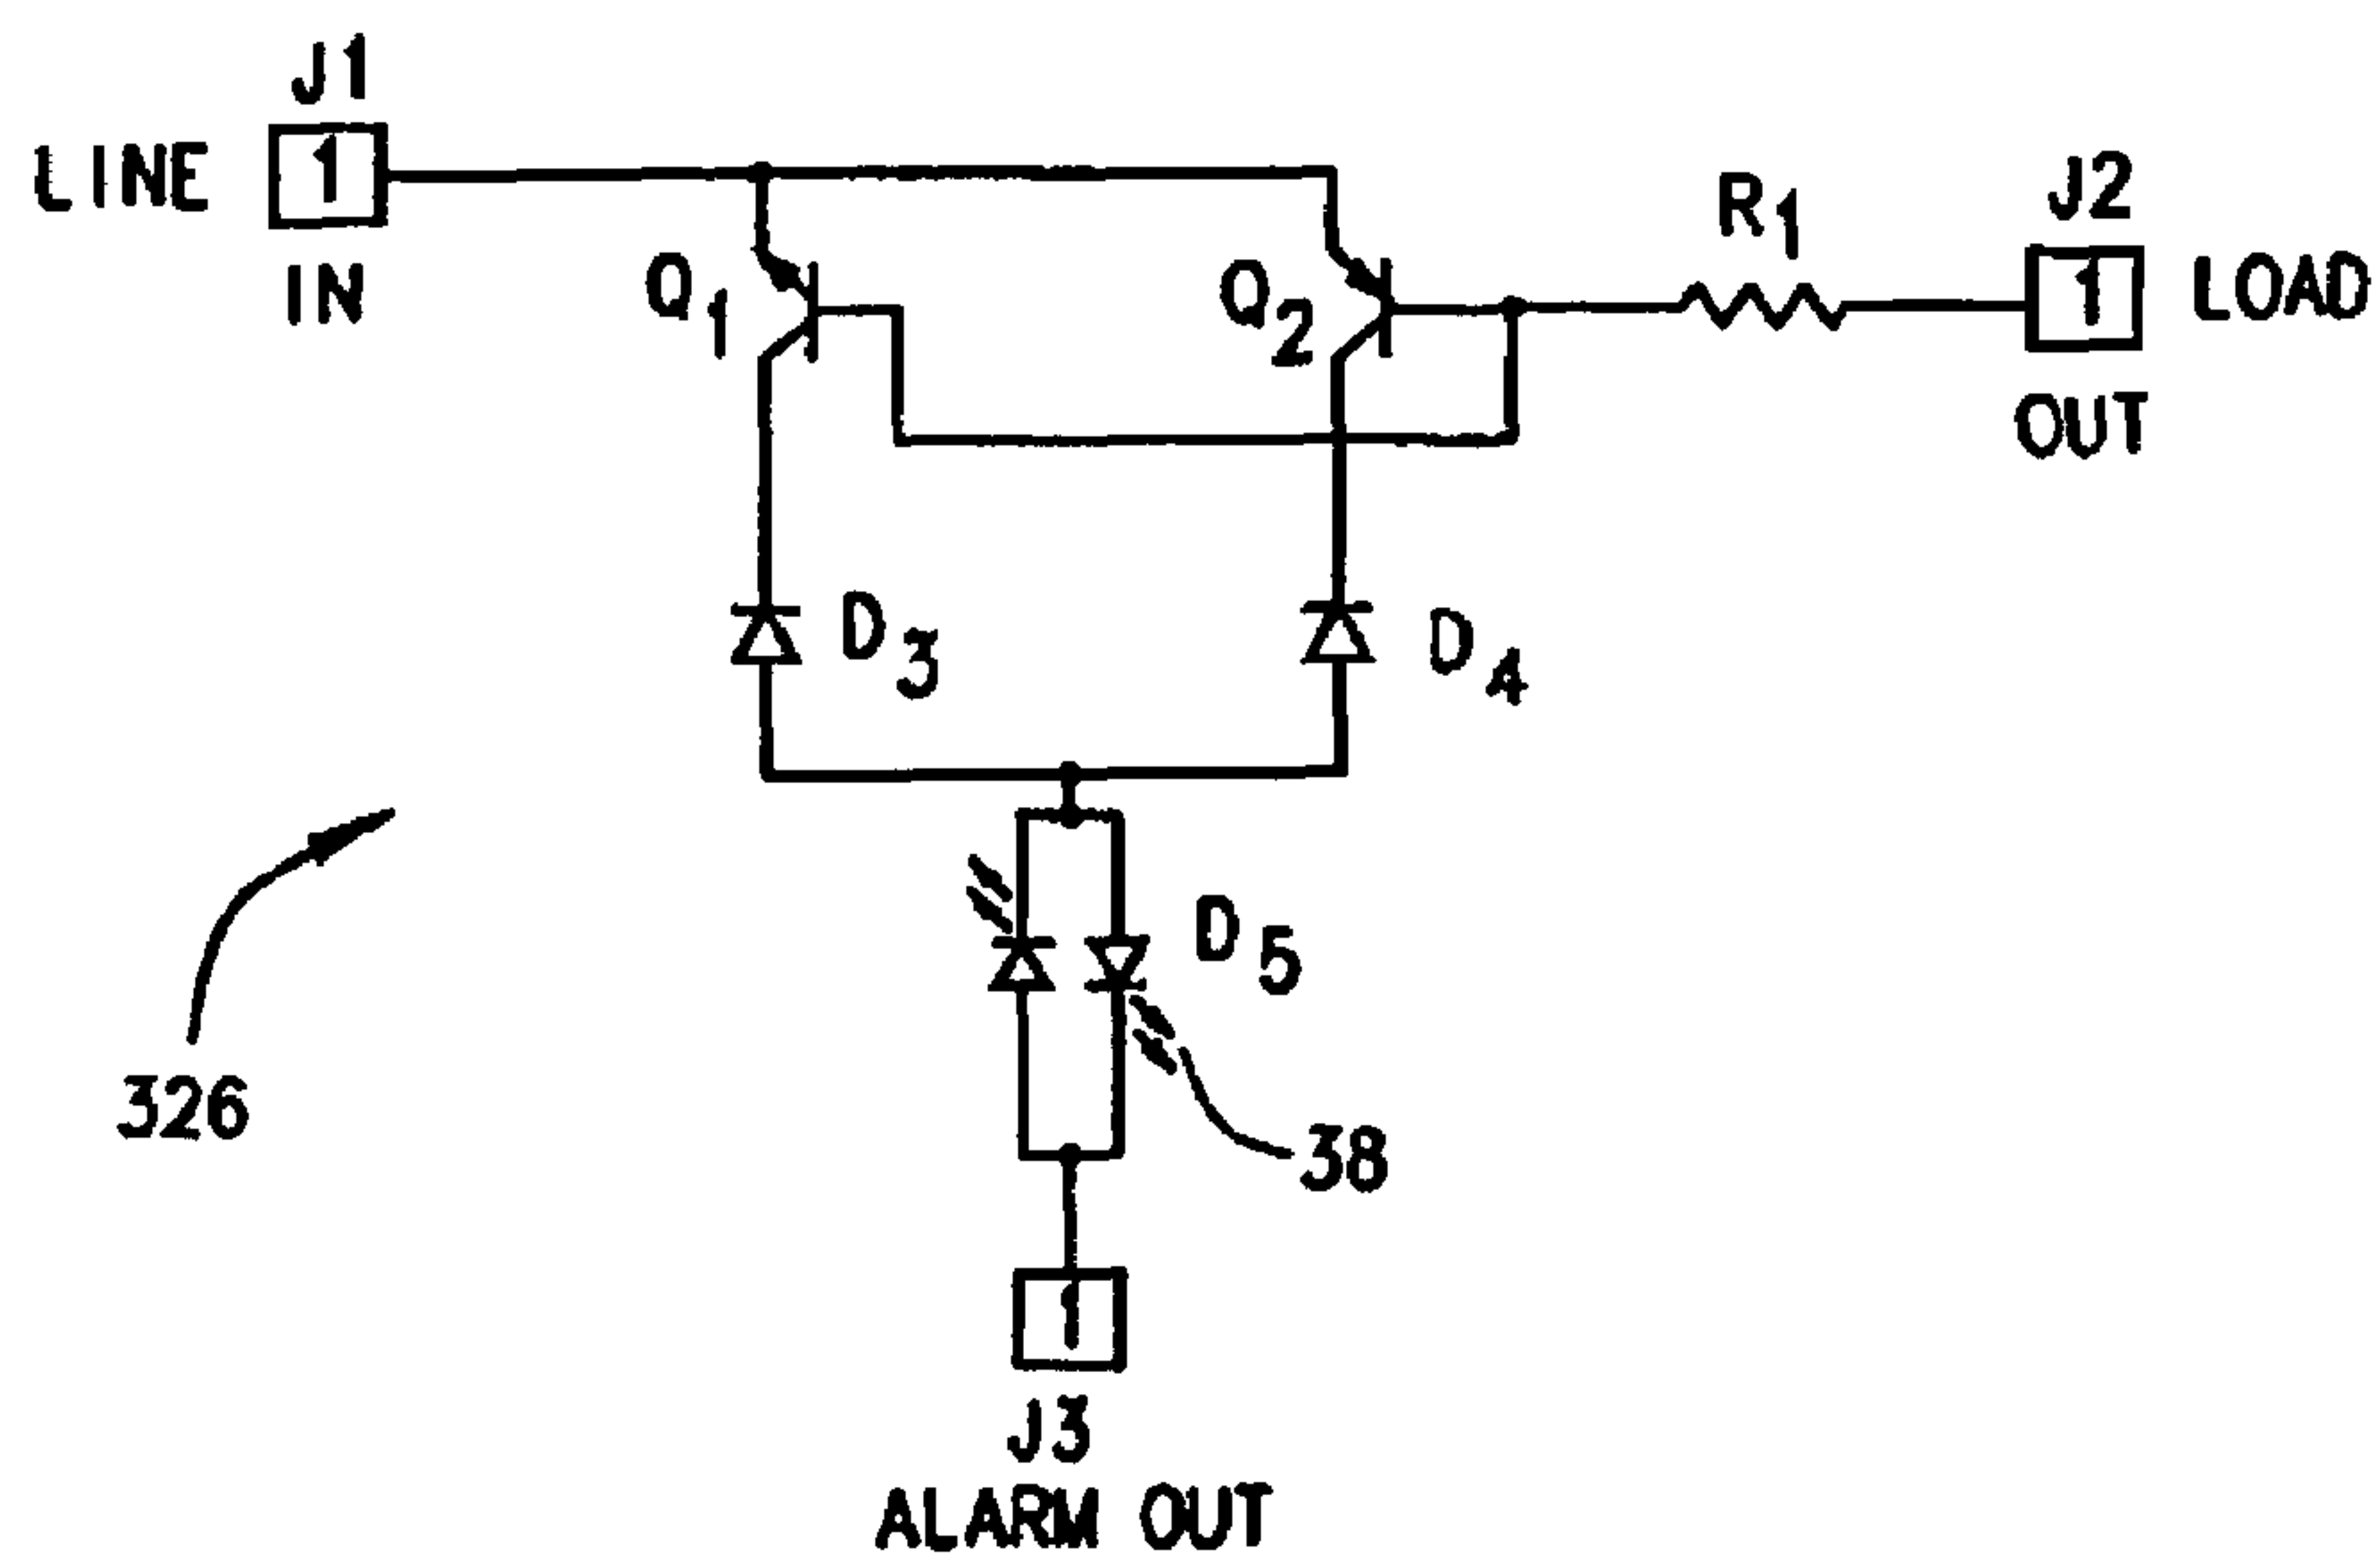 J1
LINE
1
IN
Q1
Q2
R1
J2
1
LOAD
OUT
D3
D4
D5
326
38
1
J3
ALARM OUT